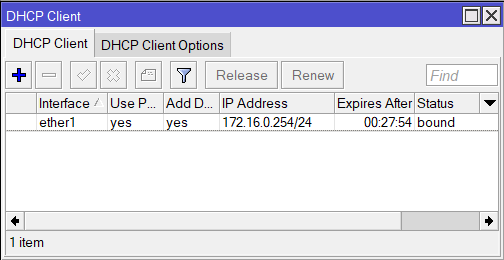 DHCP Client
DHCP Client DHCP Client Options
Release Renew Find
Interface Use P... Add D... IP Address Expires After Status
ether1 yes yes 172.16.0.254/24 00:27:54 bound
1 item